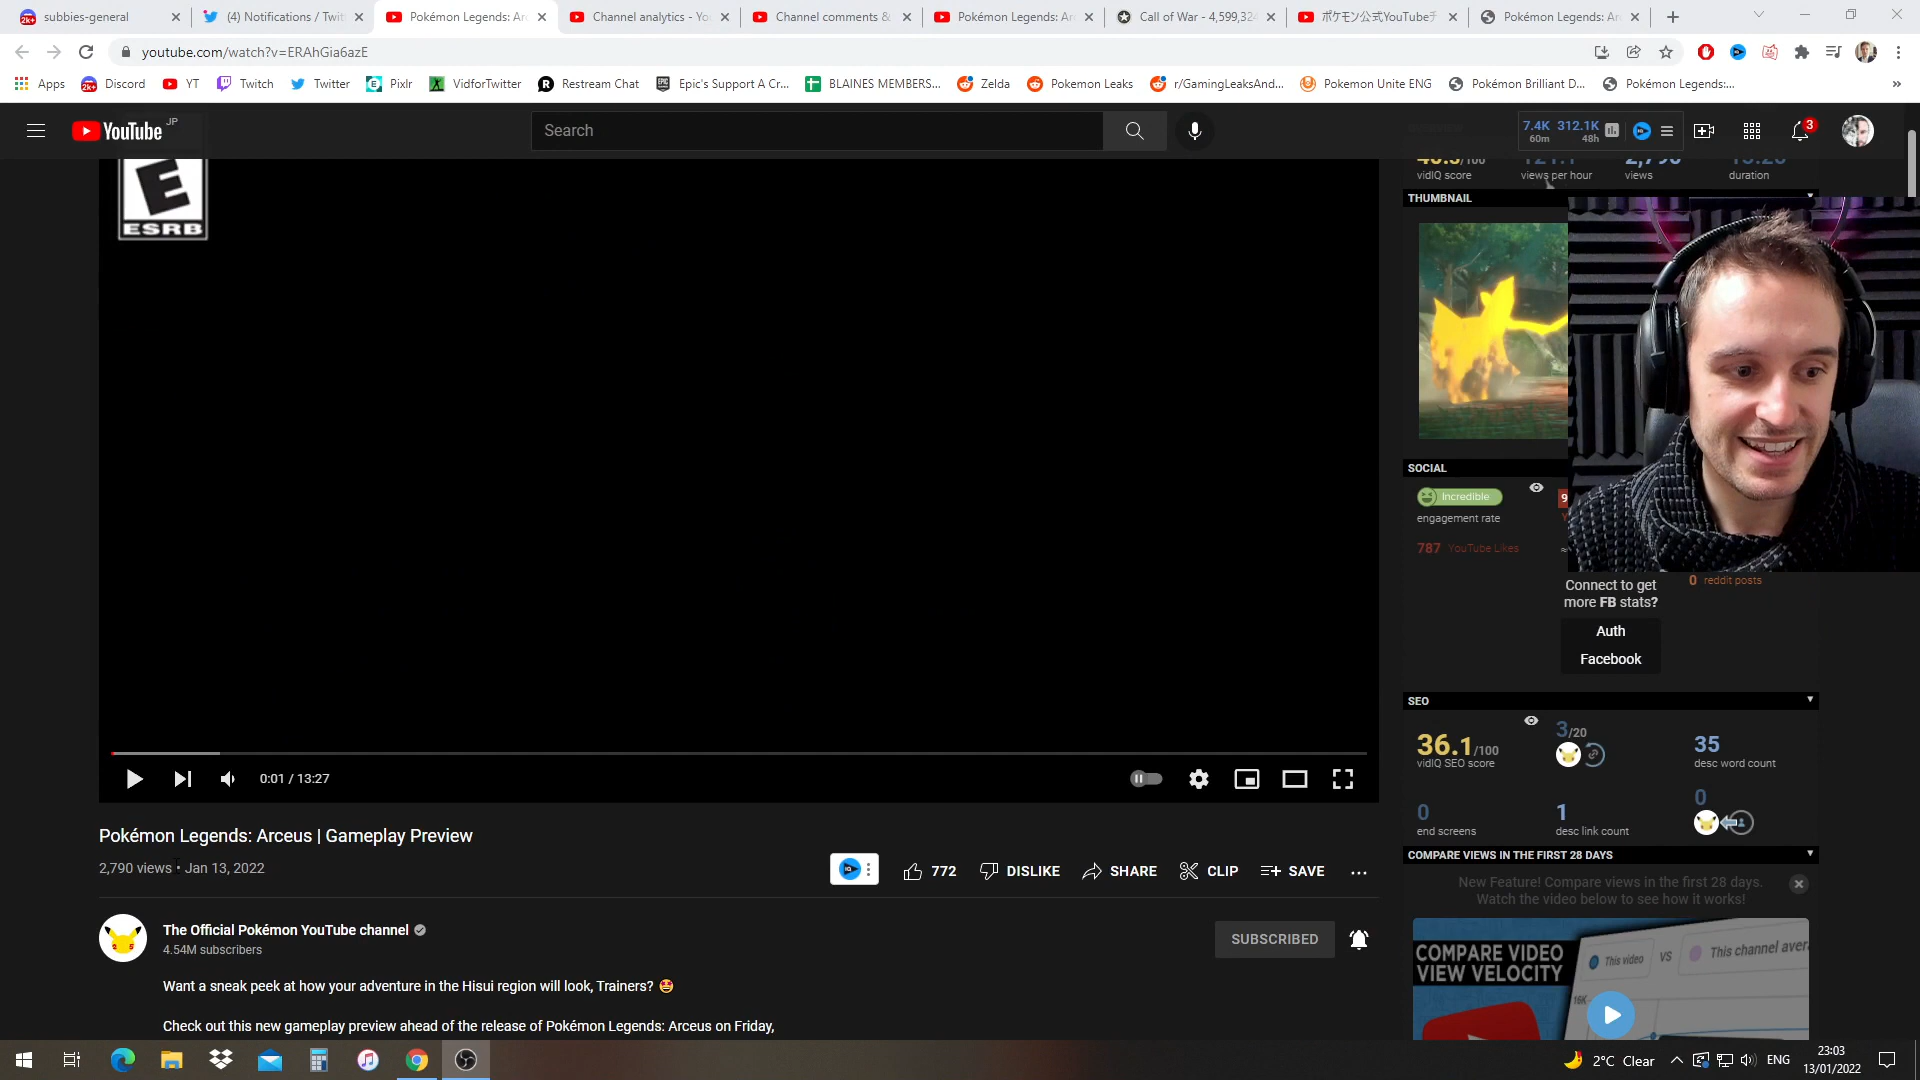 subbies-general
(4) Notifications / Twit
Pokémon Legends: Ar
Channel analytics - Yo
Channel comments &
Pokémon Legends: Ar
Call of War - 4,599,324
ポケモン公式YouTubeチ
Pokémon Legends: Ar
youtube.com/watch?v=ERAhGia6azE
Apps
Discord
YT
Twitch
Twitter
Pixlr
VidforTwitter
Restream Chat
Epic's Support A Cr...
BLAINES MEMBERS...
Zelda
Pokemon Leaks
r/GamingLeaksAnd...
Pokemon Unite ENG
Pokémon Brilliant D...
Pokémon Legends:...
YouTube JP
Search
7.4K 312.1K
60m 48h
3
E
ESRB
vidIQ score
views per hour
views
duration
THUMBNAIL
SOCIAL
Incredible
engagement rate
787 YouTube Likes
0 reddit posts
Connect to get
more FB stats?
Auth
Facebook
SEO
36.1/100
vidIQ SEO score
3/20
35
desc word count
0
end screens
1
desc link count
0
COMPARE VIEWS IN THE FIRST 28 DAYS
New Feature! Compare views in the first 28 days.
Watch the video below to see how it works!
COMPARE VIDEO
VIEW VELOCITY
This video
VS
This channel avera
16K
0:01 / 13:27
Pokémon Legends: Arceus | Gameplay Preview
2,790 views • Jan 13, 2022
772
DISLIKE
SHARE
CLIP
SAVE
The Official Pokémon YouTube channel
4.54M subscribers
SUBSCRIBED
Want a sneak peek at how your adventure in the Hisui region will look, Trainers? 🤩
Check out this new gameplay preview ahead of the release of Pokémon Legends: Arceus on Friday,
2°C Clear
ENG
23:03
13/01/2022